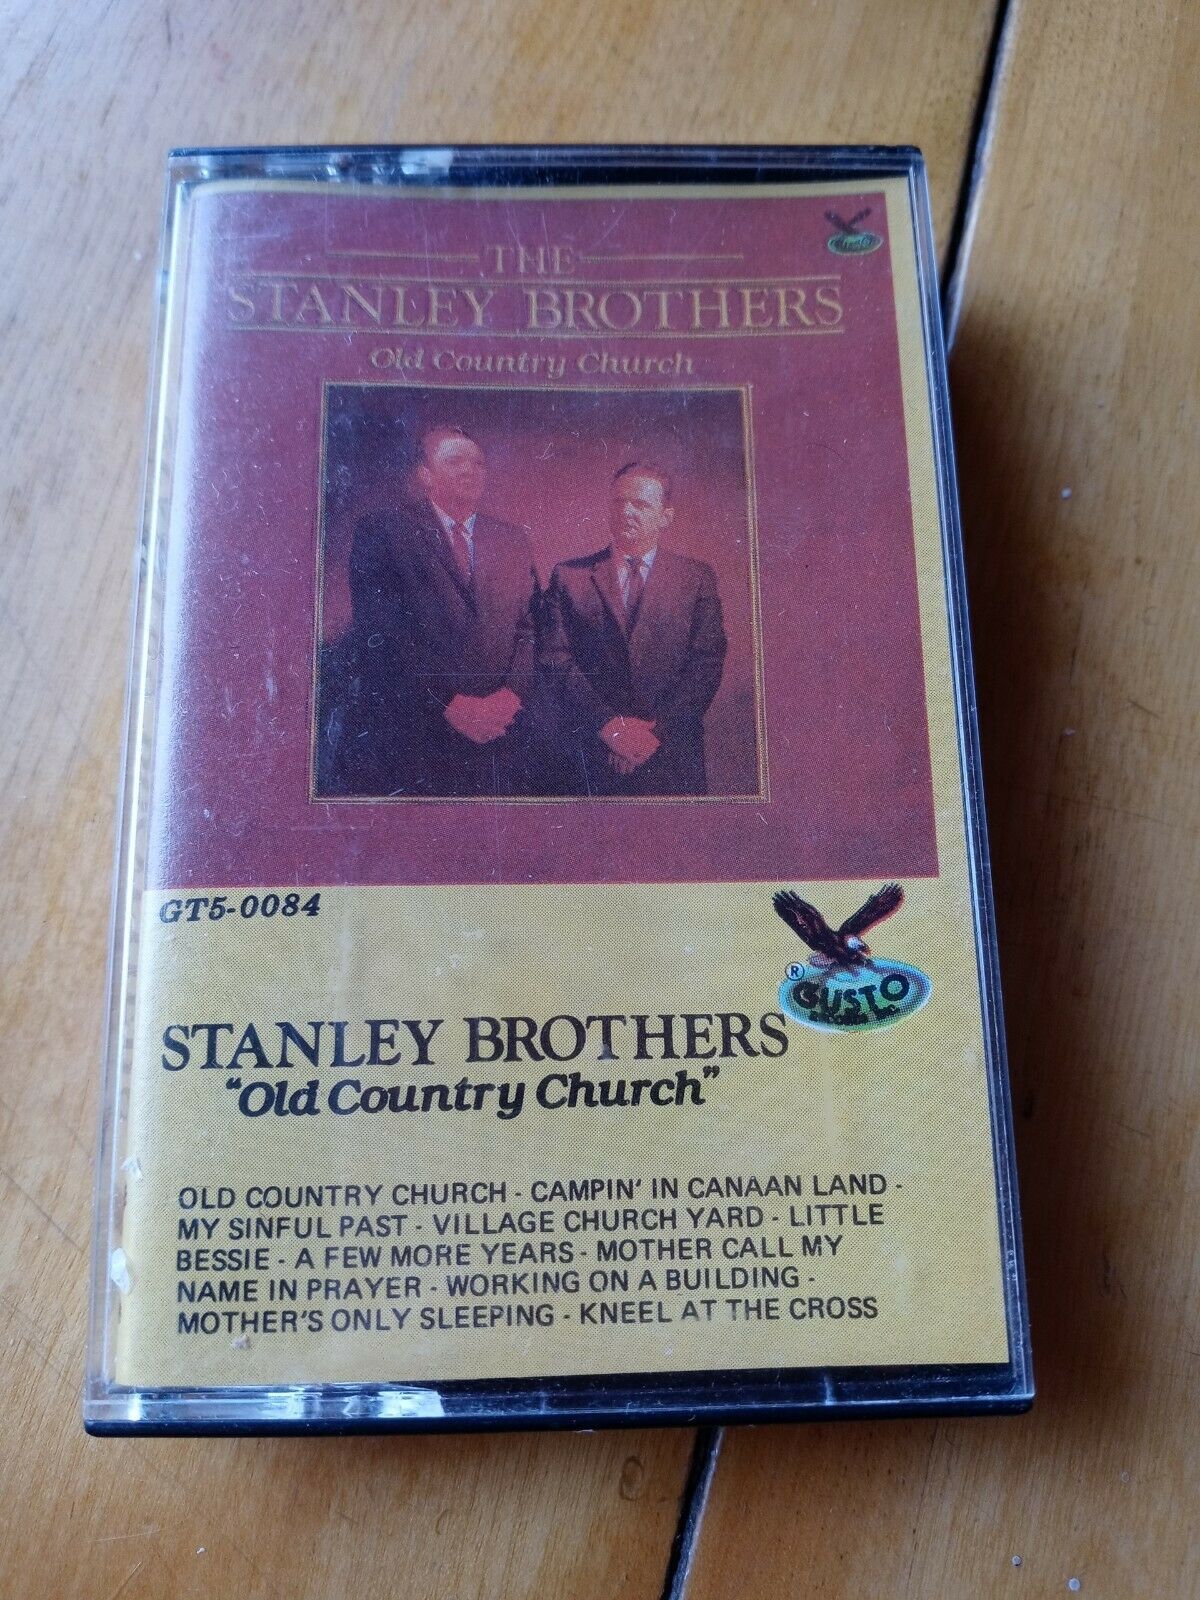 THE
STANLEY BROTHERS
Old Country Church
GT5-0084
®
GUSTO
STANLEY BROTHERS
"Old Country Church"
OLD COUNTRY CHURCH - CAMPIN' IN CANAAN LAND -
MY SINFUL PAST - VILLAGE CHURCH YARD - LITTLE
BESSIE - A FEW MORE YEARS - MOTHER CALL MY
NAME IN PRAYER - WORKING ON A BUILDING -
MOTHER'S ONLY SLEEPING - KNEEL AT THE CROSS